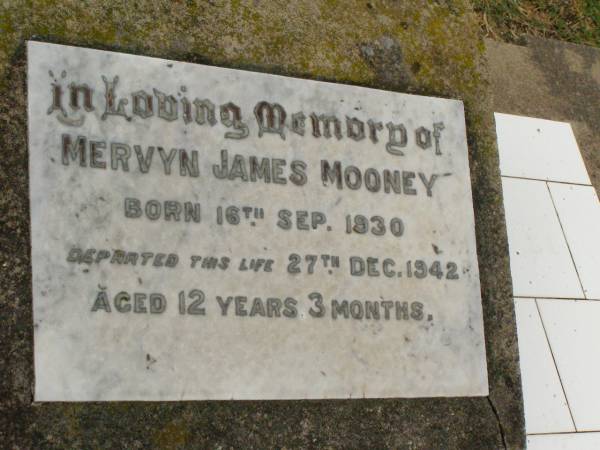 In Loving Memory of
MERVYN JAMES MOONEY
BORN 16TH SEP. 1930
DEPRATED THIS LIFE 27TH DEC. 1942
AGED 12 YEARS 3 MONTHS.